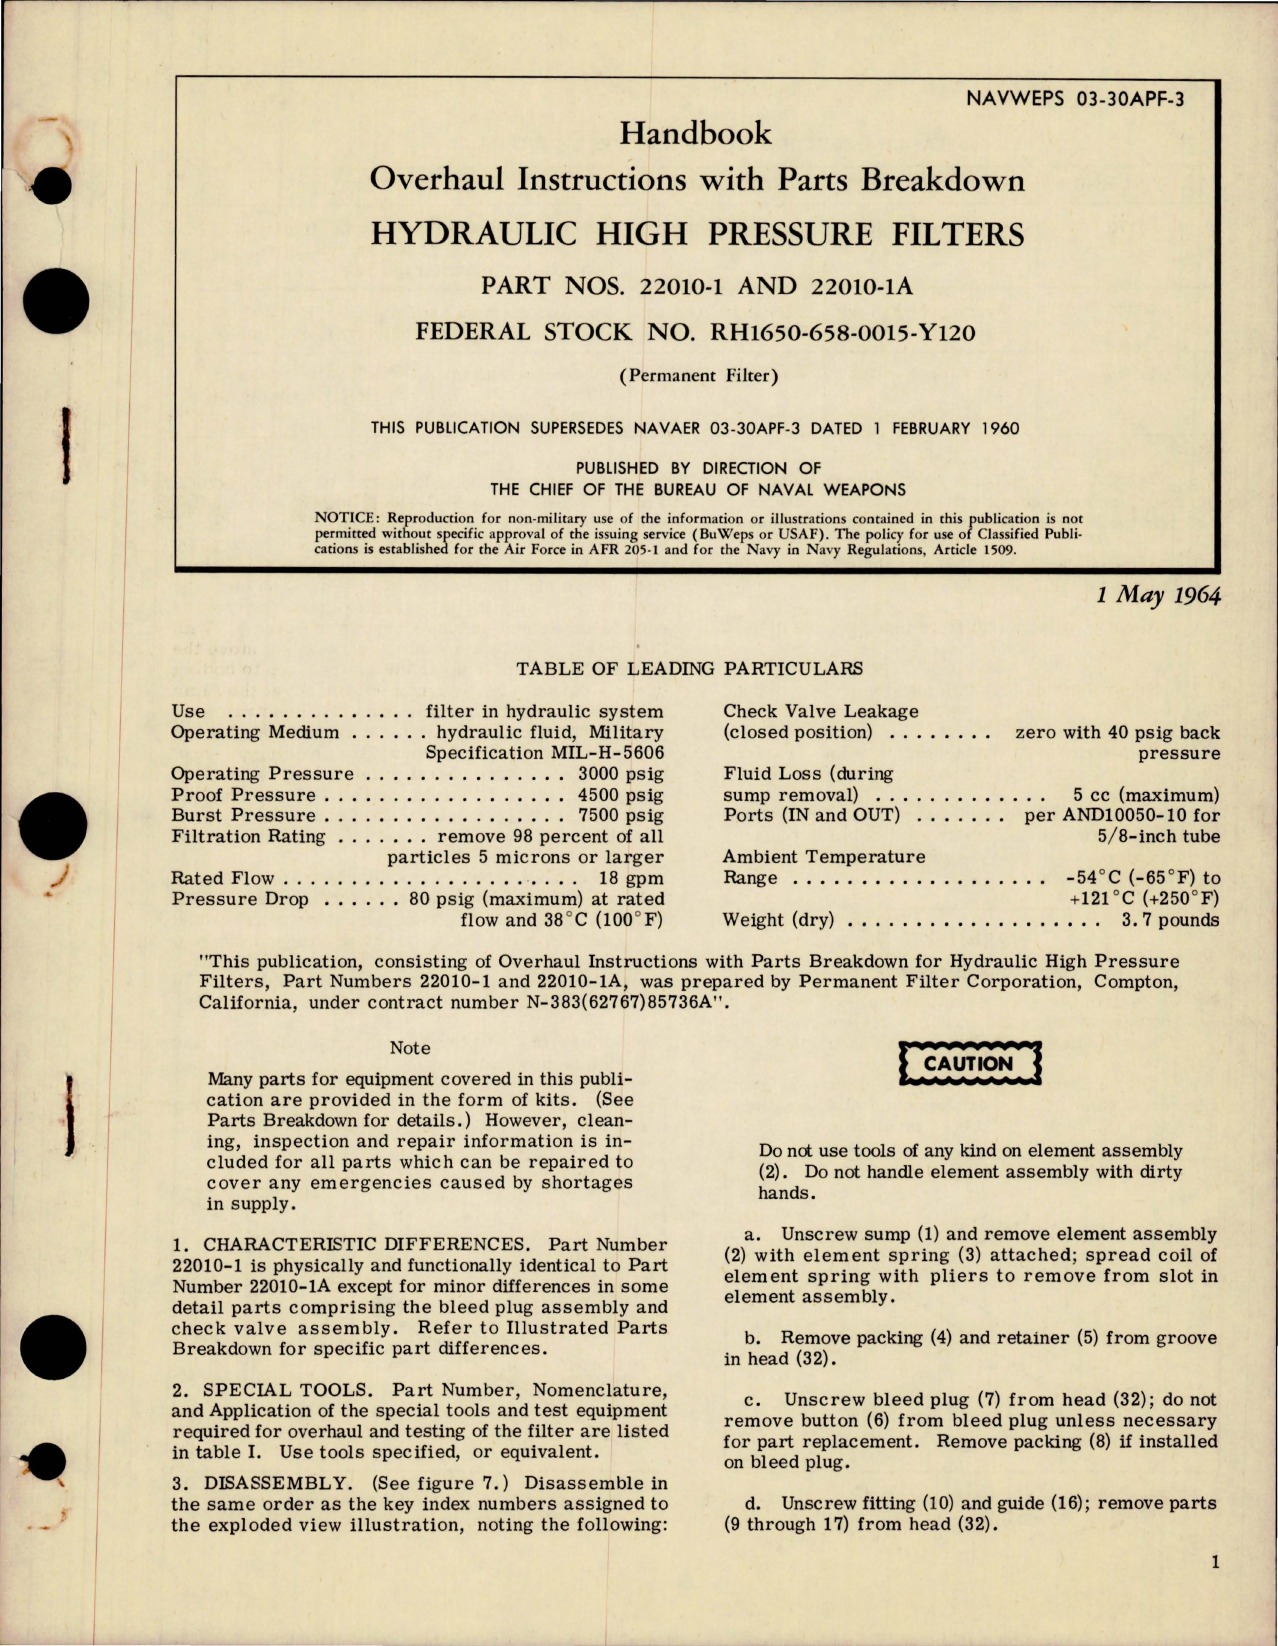 NAVWEPS 03-30APF-3
Handbook
Overhaul Instructions with Parts Breakdown
HYDRAULIC HIGH PRESSURE FILTERS
PART NOS. 22010-1 AND 22010-1A
FEDERAL STOCK NO. RH1650-658-0015-Y120
(Permanent Filter)
THIS PUBLICATION SUPERSEDES NAVAER 03-30APF-3 DATED 1 FEBRUARY 1960
PUBLISHED BY DIRECTION OF
THE CHIEF OF THE BUREAU OF NAVAL WEAPONS
NOTICE: Reproduction for non-military use of the information or illustrations contained in this publication is not
permitted without specific approval of the issuing service (BuWeps or USAF). The policy for use of Classified Publi-
cations is established for the Air Force in AFR 205-1 and for the Navy in Navy Regulations, Article 1509.
1 May 1964
TABLE OF LEADING PARTICULARS
Use . . . . . . . . . . . . . . filter in hydraulic system
Operating Medium . . . . . . hydraulic fluid, Military
Specification MIL-H-5606
Operating Pressure . . . . . . . . . . . . . . . 3000 psig
Proof Pressure . . . . . . . . . . . . . . . . . . 4500 psig
Burst Pressure . . . . . . . . . . . . . . . . . . 7500 psig
Filtration Rating . . . . . . . remove 98 percent of all
particles 5 microns or larger
Rated Flow . . . . . . . . . . . . . . . . . . . . . . 18 gpm
Pressure Drop . . . . . . 80 psig (maximum) at rated
flow and 38°C (100°F)
Check Valve Leakage
(closed position) . . . . . . . . zero with 40 psig back
pressure
Fluid Loss (during
sump removal) . . . . . . . . . . . . . 5 cc (maximum)
Ports (IN and OUT) . . . . . . . per AND10050-10 for
5/8-inch tube
Ambient Temperature
Range . . . . . . . . . . . . . . . . . . . -54°C (-65°F) to
+121°C (+250°F)
Weight (dry) . . . . . . . . . . . . . . . . . . . 3.7 pounds
"This publication, consisting of Overhaul Instructions with Parts Breakdown for Hydraulic High Pressure
Filters, Part Numbers 22010-1 and 22010-1A, was prepared by Permanent Filter Corporation, Compton,
California, under contract number N-383(62767)85736A".
Note
Many parts for equipment covered in this publi-
cation are provided in the form of kits. (See
Parts Breakdown for details.) However, clean-
ing, inspection and repair information is in-
cluded for all parts which can be repaired to
cover any emergencies caused by shortages
in supply.
1. CHARACTERISTIC DIFFERENCES. Part Number
22010-1 is physically and functionally identical to Part
Number 22010-1A except for minor differences in some
detail parts comprising the bleed plug assembly and
check valve assembly. Refer to Illustrated Parts
Breakdown for specific part differences.
2. SPECIAL TOOLS. Part Number, Nomenclature,
and Application of the special tools and test equipment
required for overhaul and testing of the filter are listed
in table I. Use tools specified, or equivalent.
3. DISASSEMBLY. (See figure 7.) Disassemble in
the same order as the key index numbers assigned to
the exploded view illustration, noting the following:
CAUTION
Do not use tools of any kind on element assembly
(2). Do not handle element assembly with dirty
hands.
a. Unscrew sump (1) and remove element assembly
(2) with element spring (3) attached; spread coil of
element spring with pliers to remove from slot in
element assembly.
b. Remove packing (4) and retainer (5) from groove
in head (32).
c. Unscrew bleed plug (7) from head (32); do not
remove button (6) from bleed plug unless necessary
for part replacement. Remove packing (8) if installed
on bleed plug.
d. Unscrew fitting (10) and guide (16); remove parts
(9 through 17) from head (32).
1